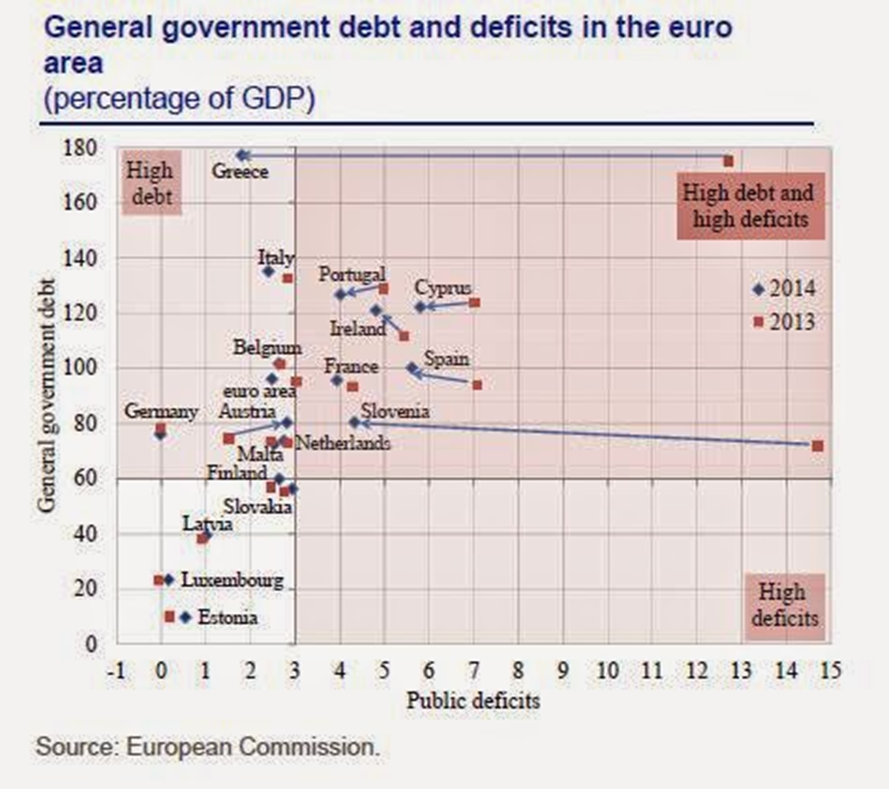 General government debt and deficits in the euro
area
(percentage of GDP)
General government debt
180
160
140
120
100
80
60
40
20
0
High
debt
Greece
High debt and
high deficits
Italy
Portugal
Cyprus
2014
2013
Ireland
Belgium
France
Spain
euro area
Germany
Austria
Slovenia
Malta
Netherlands
Finland
Slovakia
Latvia
Luxembourg
Estonia
High
deficits
-1 0 1 2 3 4 5 6 7 8 9 10 11 12 13 14 15
Public deficits
Source: European Commission.